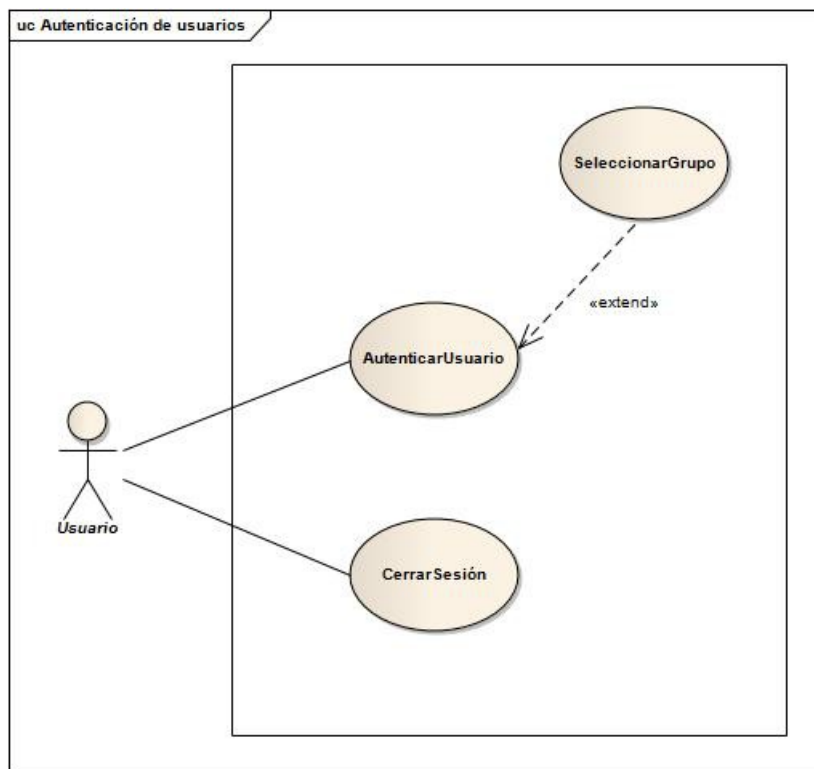 uc Autenticación de usuarios
SeleccionarGrupo
«extend»
AutenticarUsuario
Usuario
CerrarSesión